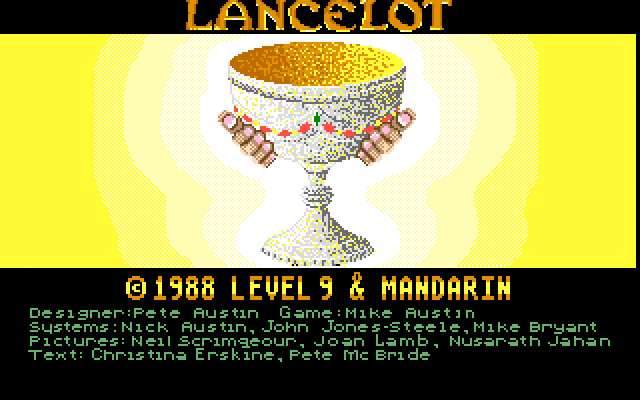 LANCELOT
©1988 LEVEL 9 & MANDARIN
Designer:Pete Austin Game:Mike Austin
Systems:Nick Austin, John Jones-Steele,Mike Bryant
Pictures:Neil Scrimgeour, Joan Lamb, Nusarath Jahan
Text: Christina Erskine, Pete McBride